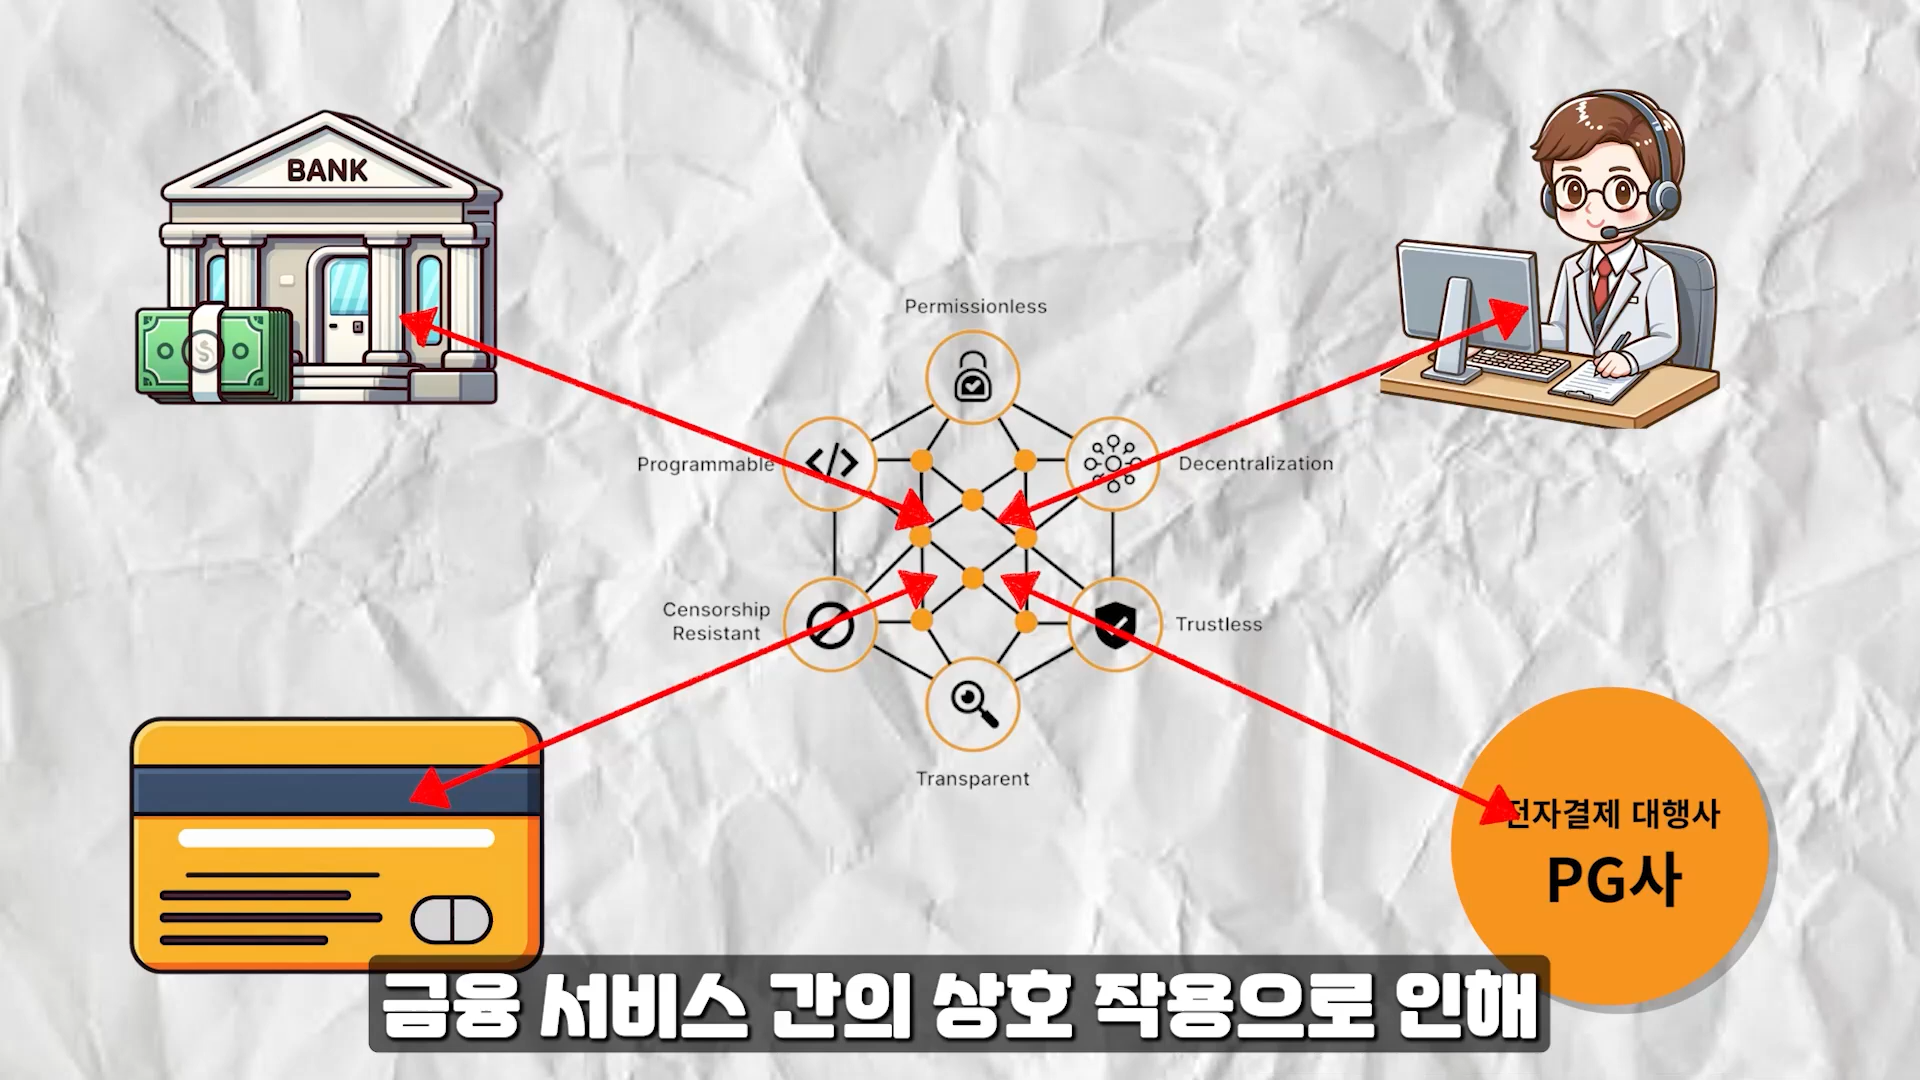 BANK
Permissionless
Programmable
Decentralization
Censorship
Resistant
Trustless
Transparent
전자결제 대행사
PG사
금융 서비스 간의 상호 작용으로 인해